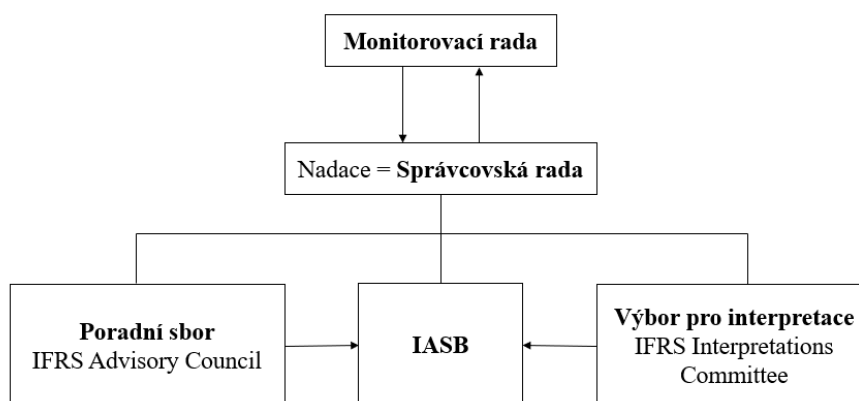 Monitorovací rada
Nadace = Správcovská rada
Poradní sbor
IFRS Advisory Council
IASB
Výbor pro interpretace
IFRS Interpretations
Committee